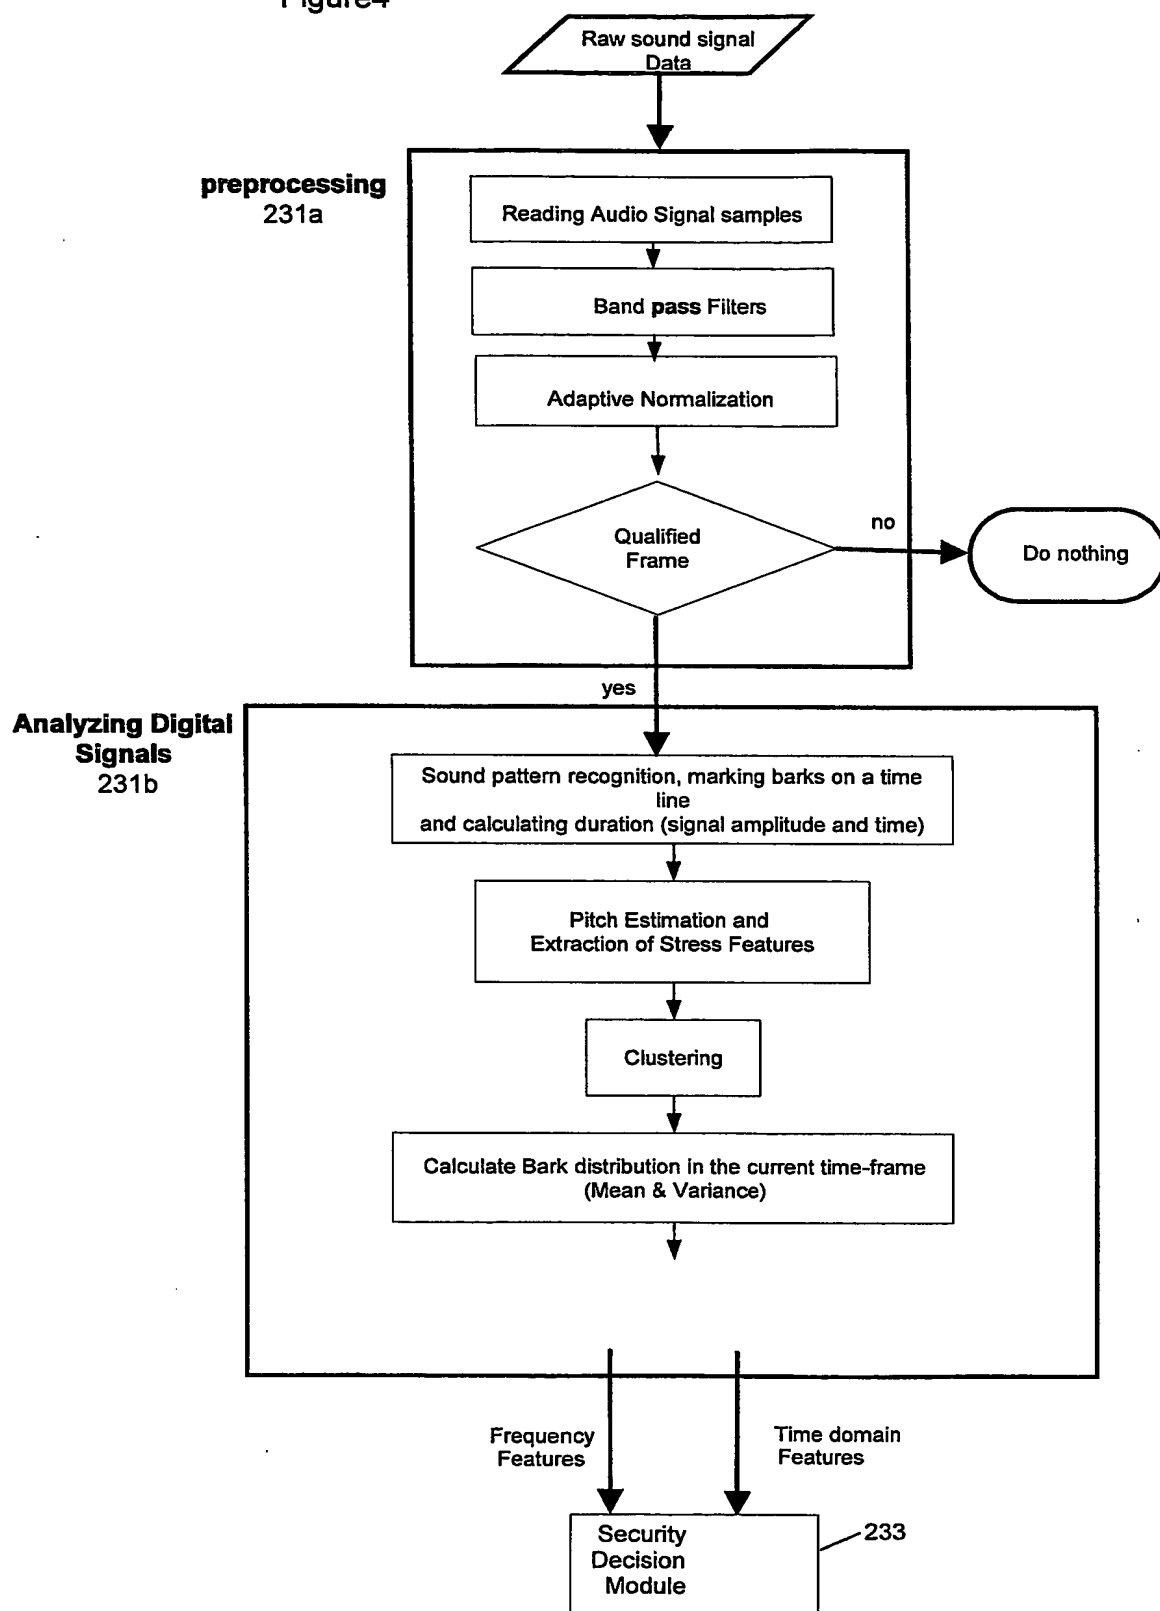 Figure4
Raw sound signal
Data
preprocessing
231a
Reading Audio Signal samples
Band pass Filters
Adaptive Normalization
Qualified
Frame
no
Do nothing
yes
Analyzing Digital
Signals
231b
Sound pattern recognition, marking barks on a time
line
and calculating duration (signal amplitude and time)
Pitch Estimation and
Extraction of Stress Features
Clustering
Calculate Bark distribution in the current time-frame
(Mean & Variance)
Frequency
Features
Time domain
Features
Security
Decision
Module
233